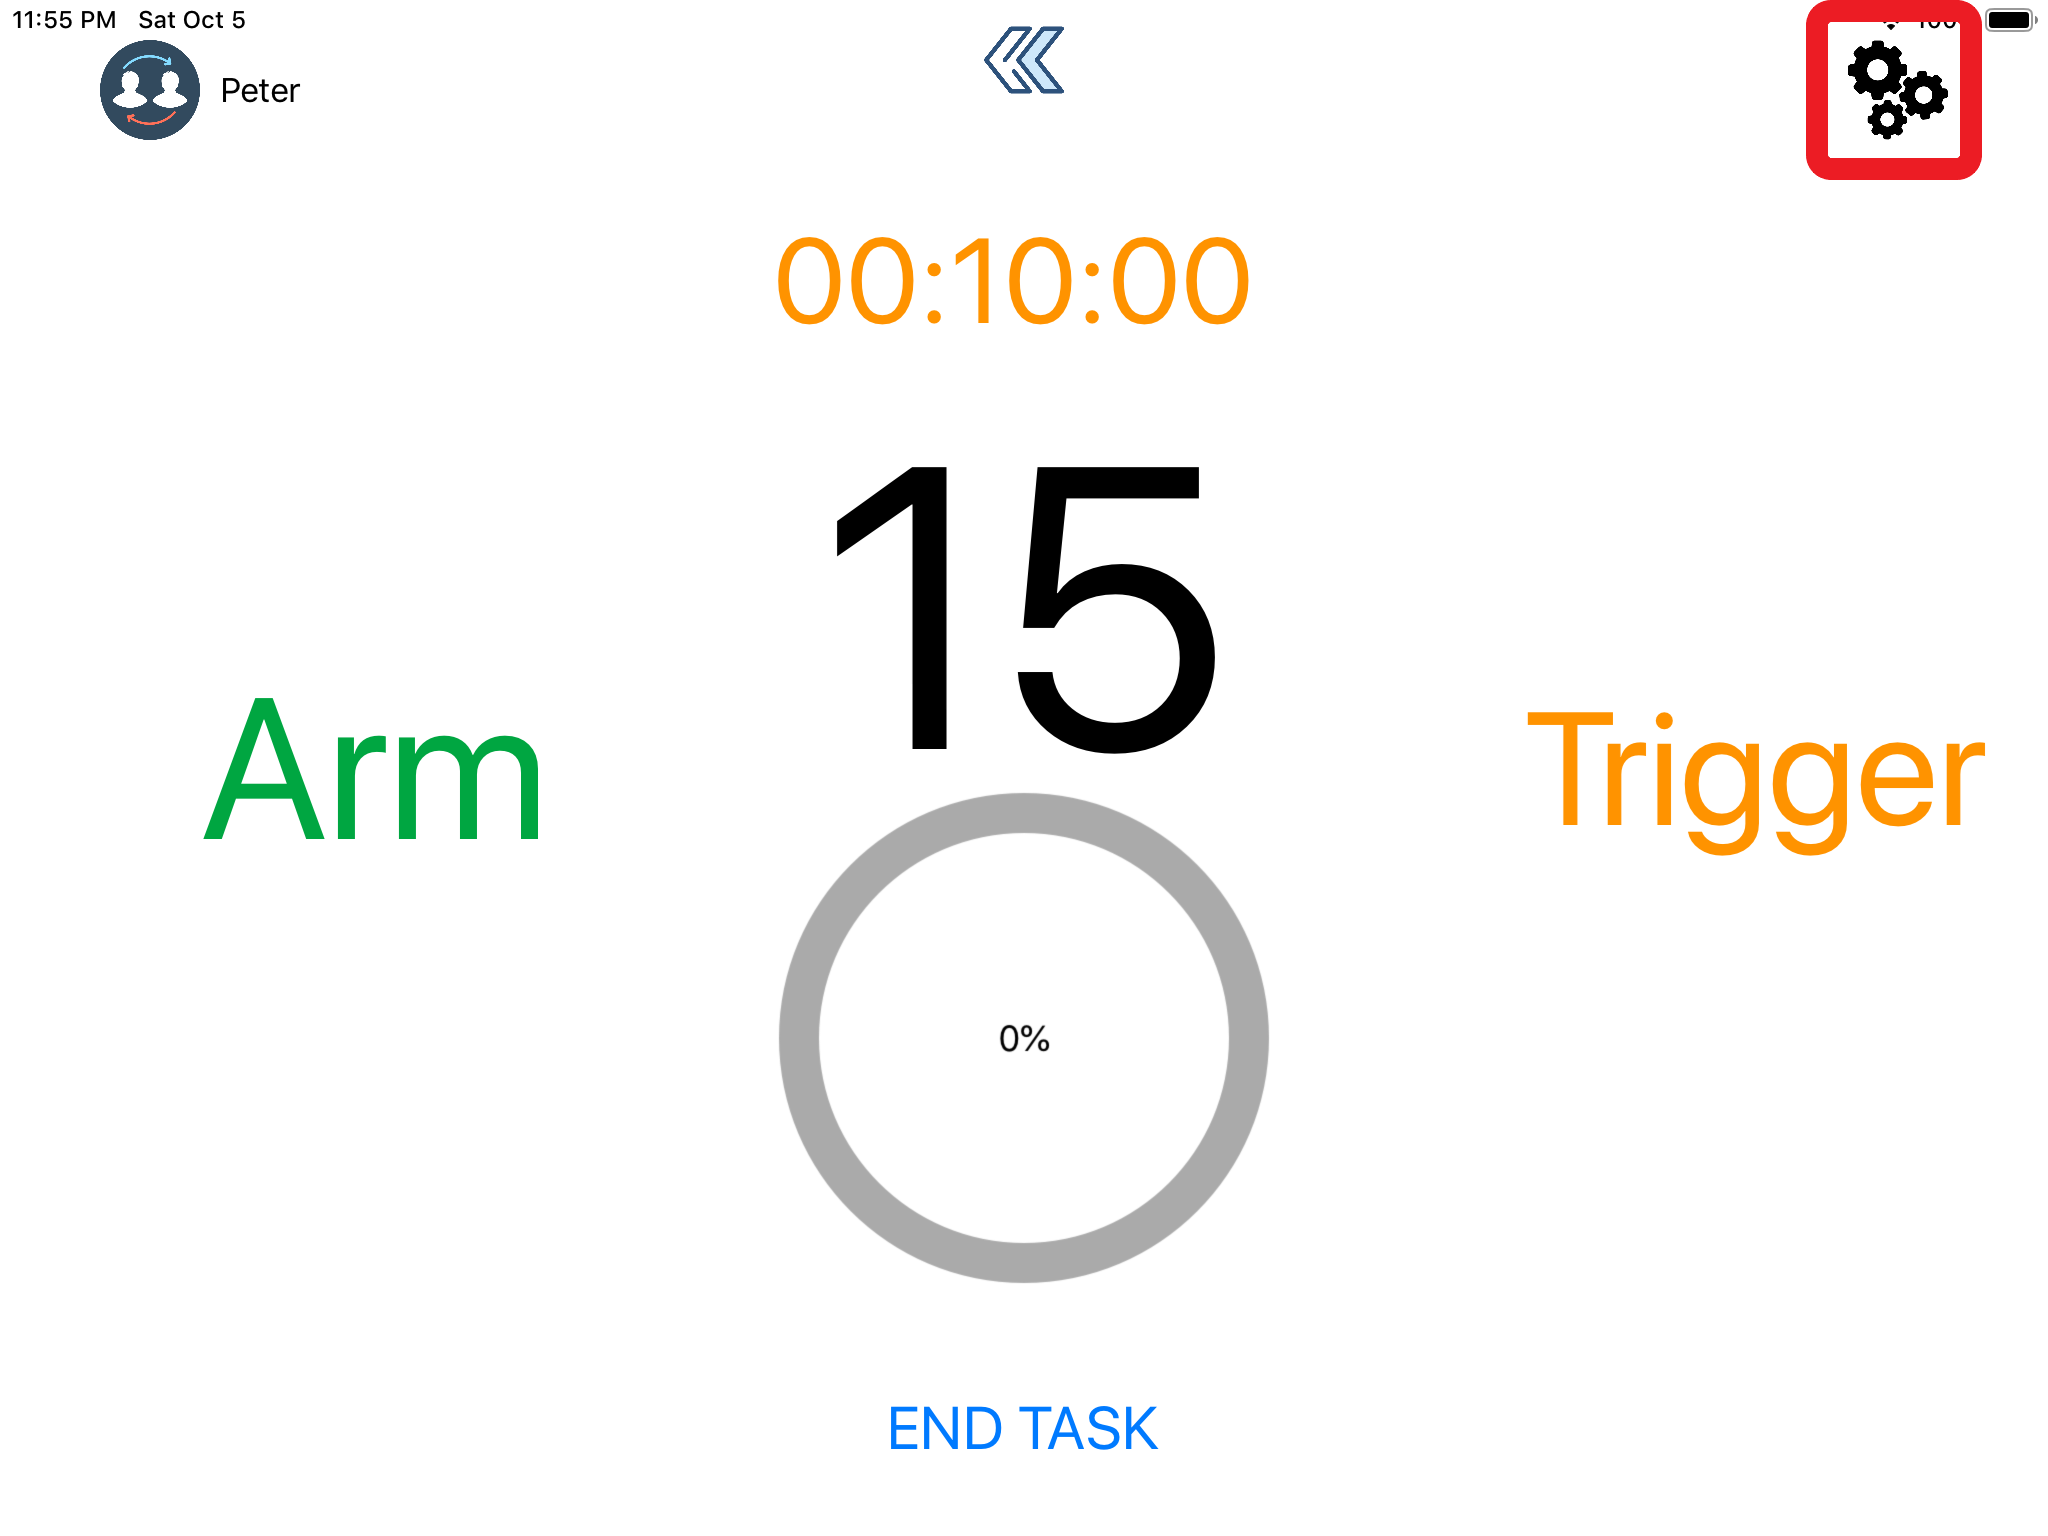 11:55 PM Sat Oct 5
Peter
00:10:00
15
Arm
Trigger
0%
END TASK